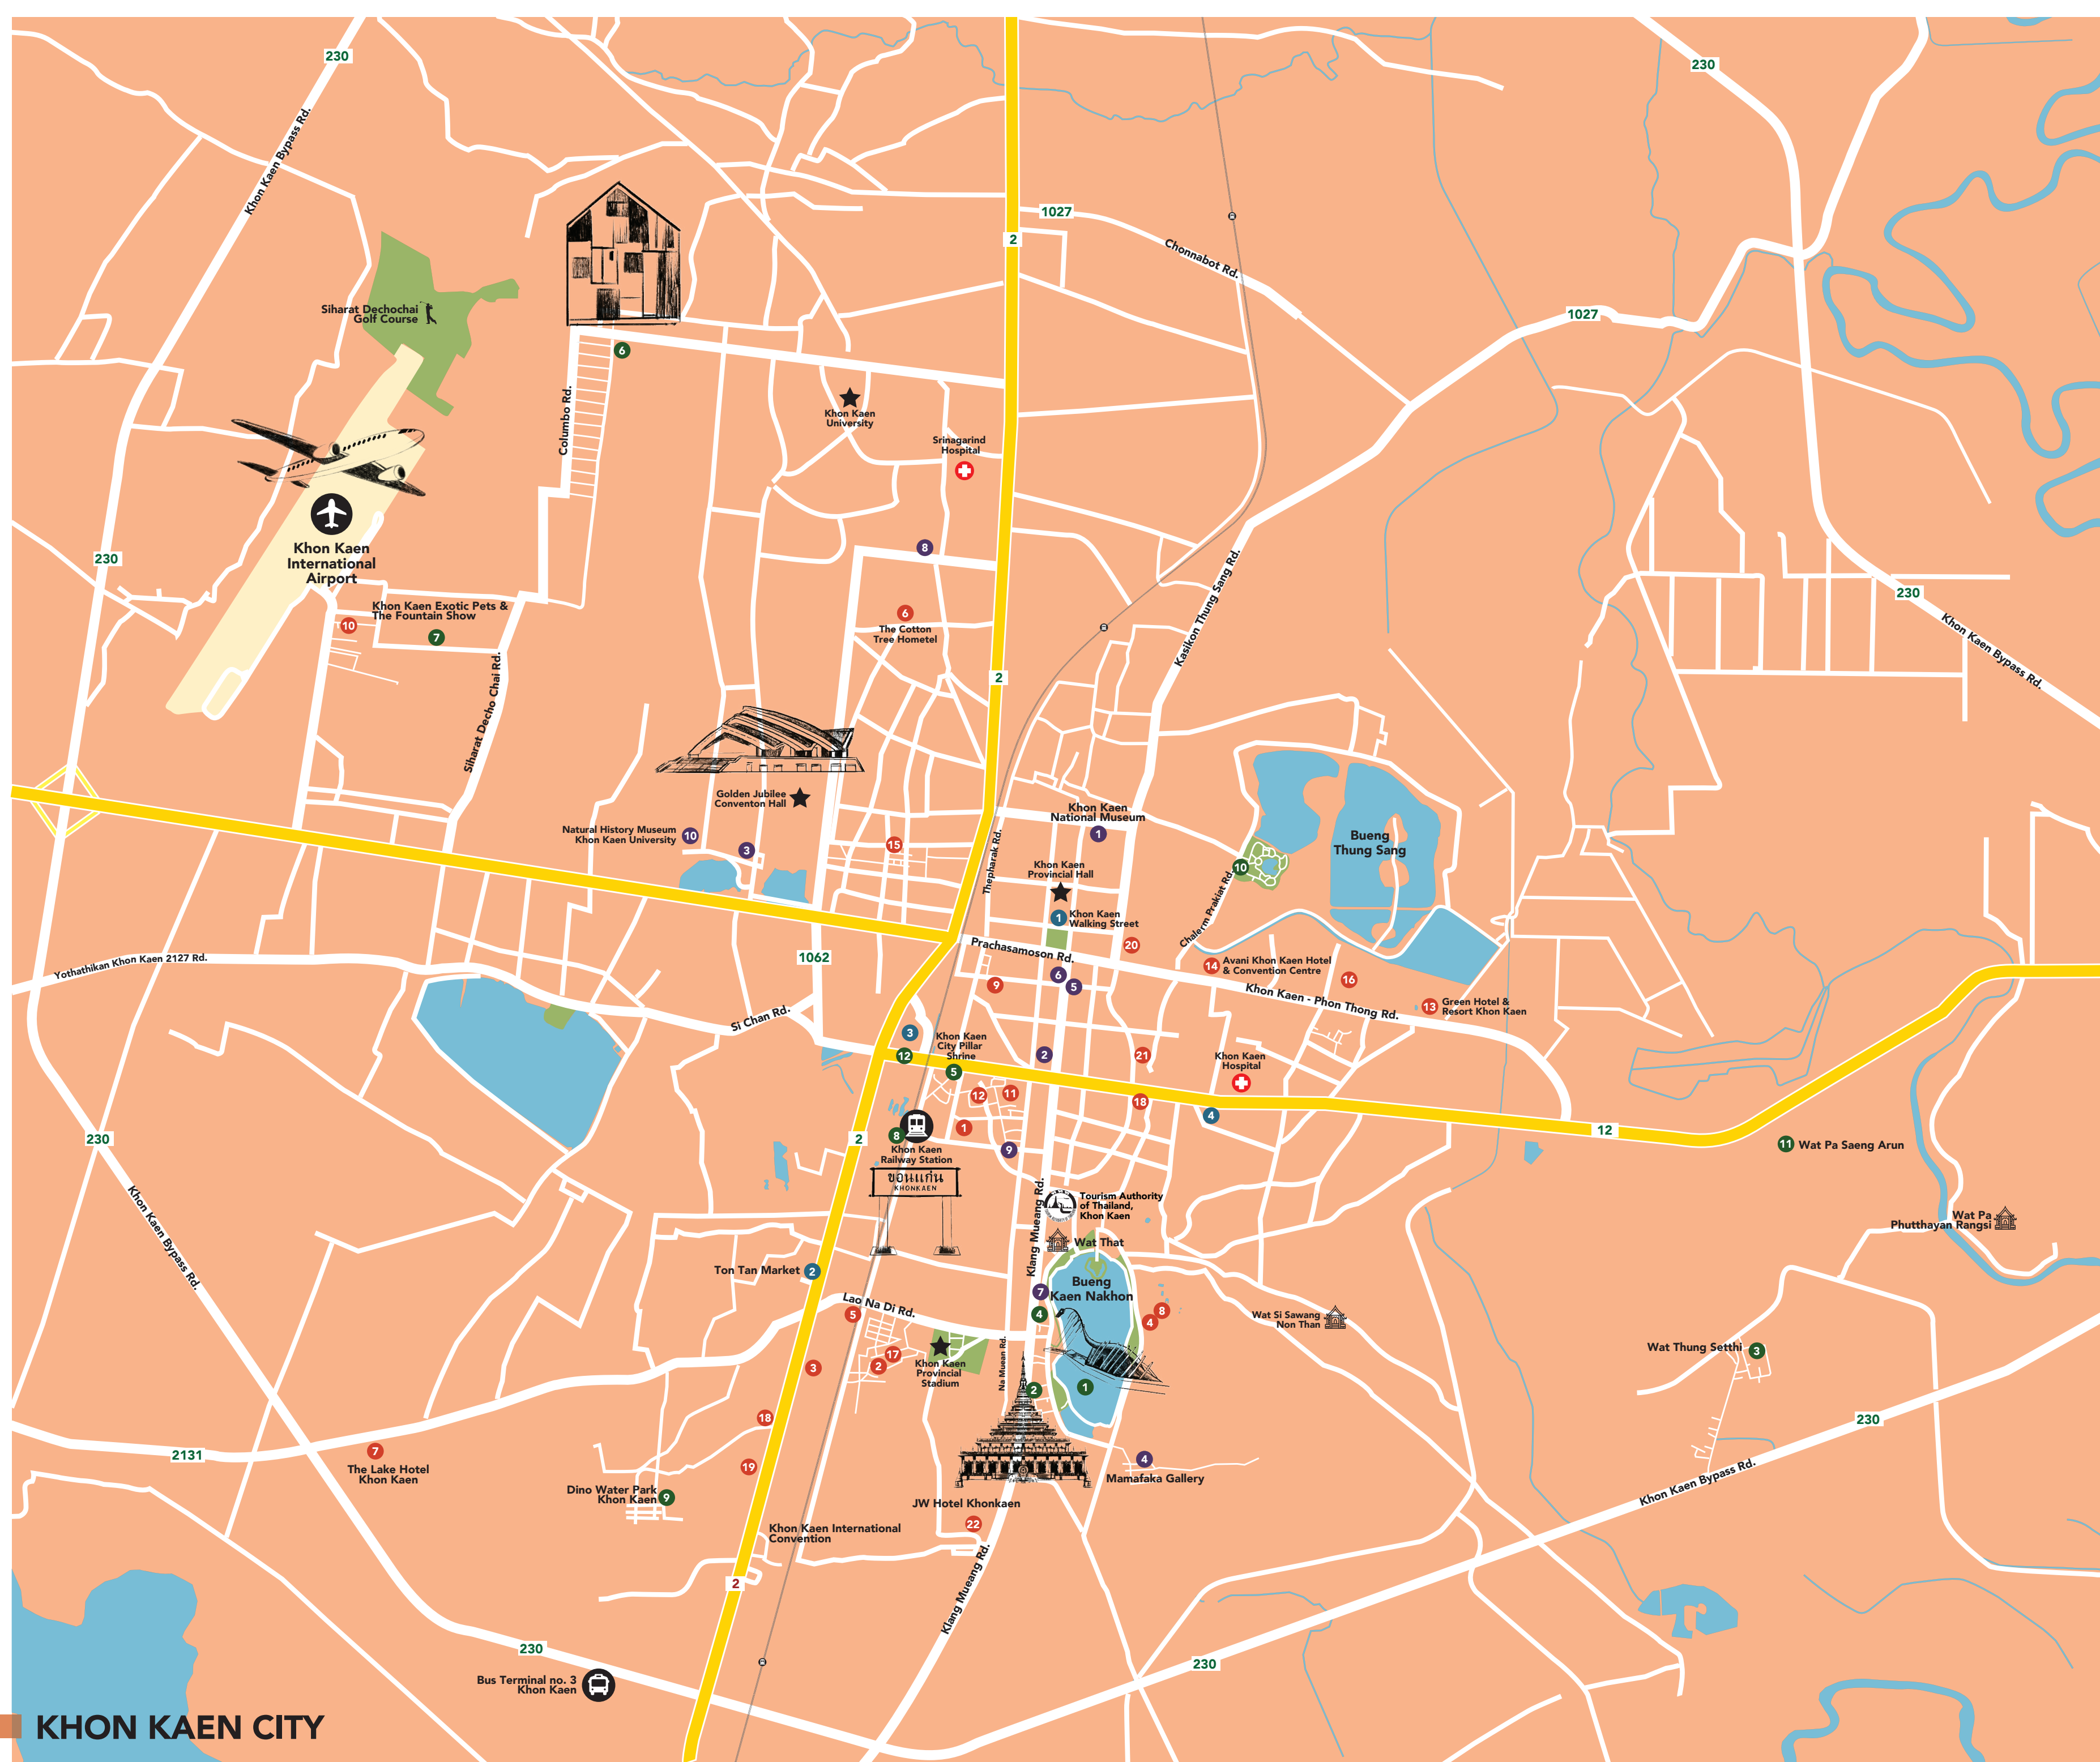 230
230
Khon Kaen Bypass Rd.
1027
2
Chonnabot Rd.
Siharat Dechochai
Golf Course
1027
6
Columbo Rd.
Khon Kaen
University
Srinagarind
Hospital
Khon Kaen
International
Airport
8
230
Kasikon Thung Sang Rd.
230
Khon Kaen Bypass Rd.
Khon Kaen Exotic Pets &
The Fountain Show
10
7
6
The Cotton
Tree Hometel
2
Siharat Decho Chai Rd.
Golden Jubilee
Conventon Hall
Khon Kaen
National Museum
1
Natural History Museum
Khon Kaen University
10
3
15
Thepharak Rd.
Bueng
Thung Sang
Khon Kaen
Provincial Hall
10
Chalerm Prakiat Rd.
1
Khon Kaen
Walking Street
20
Prachasamoson Rd.
Yothathikan Khon Kaen 2127 Rd.
1062
14
Avani Khon Kaen Hotel
& Convention Centre
16
6
5
9
Khon Kaen - Phon Thong Rd.
13
Green Hotel &
Resort Khon Kaen
Si Chan Rd.
3
Khon Kaen
City Pillar
Shrine
12
5
2
21
Khon Kaen
Hospital
12
11
18
4
1
8
Khon Kaen
Railway Station
9
230
2
12
11
Wat Pa Saeng Arun
ขอนแก่น
KHONKAEN
Khon Kaen Bypass Rd.
Klang Mueang Rd.
Tourism Authority
of Thailand,
Khon Kaen
Wat Pa
Phutthayan Rangsi
Wat That
Ton Tan Market
2
Bueng
Kaen Nakhon
7
4
Lao Na Di Rd.
5
8
4
Wat Si Sawang
Non Than
Wat Thung Setthi
3
17
2
3
Khon Kaen
Provincial
Stadium
Na Muean Rd.
2
1
18
230
2131
7
The Lake Hotel
Khon Kaen
19
4
Mamafaka Gallery
Khon Kaen Bypass Rd.
Dino Water Park
Khon Kaen
9
JW Hotel Khonkaen
22
Khon Kaen International
Convention
2
Klang Mueang Rd.
230
230
Bus Terminal no. 3
Khon Kaen
KHON KAEN CITY